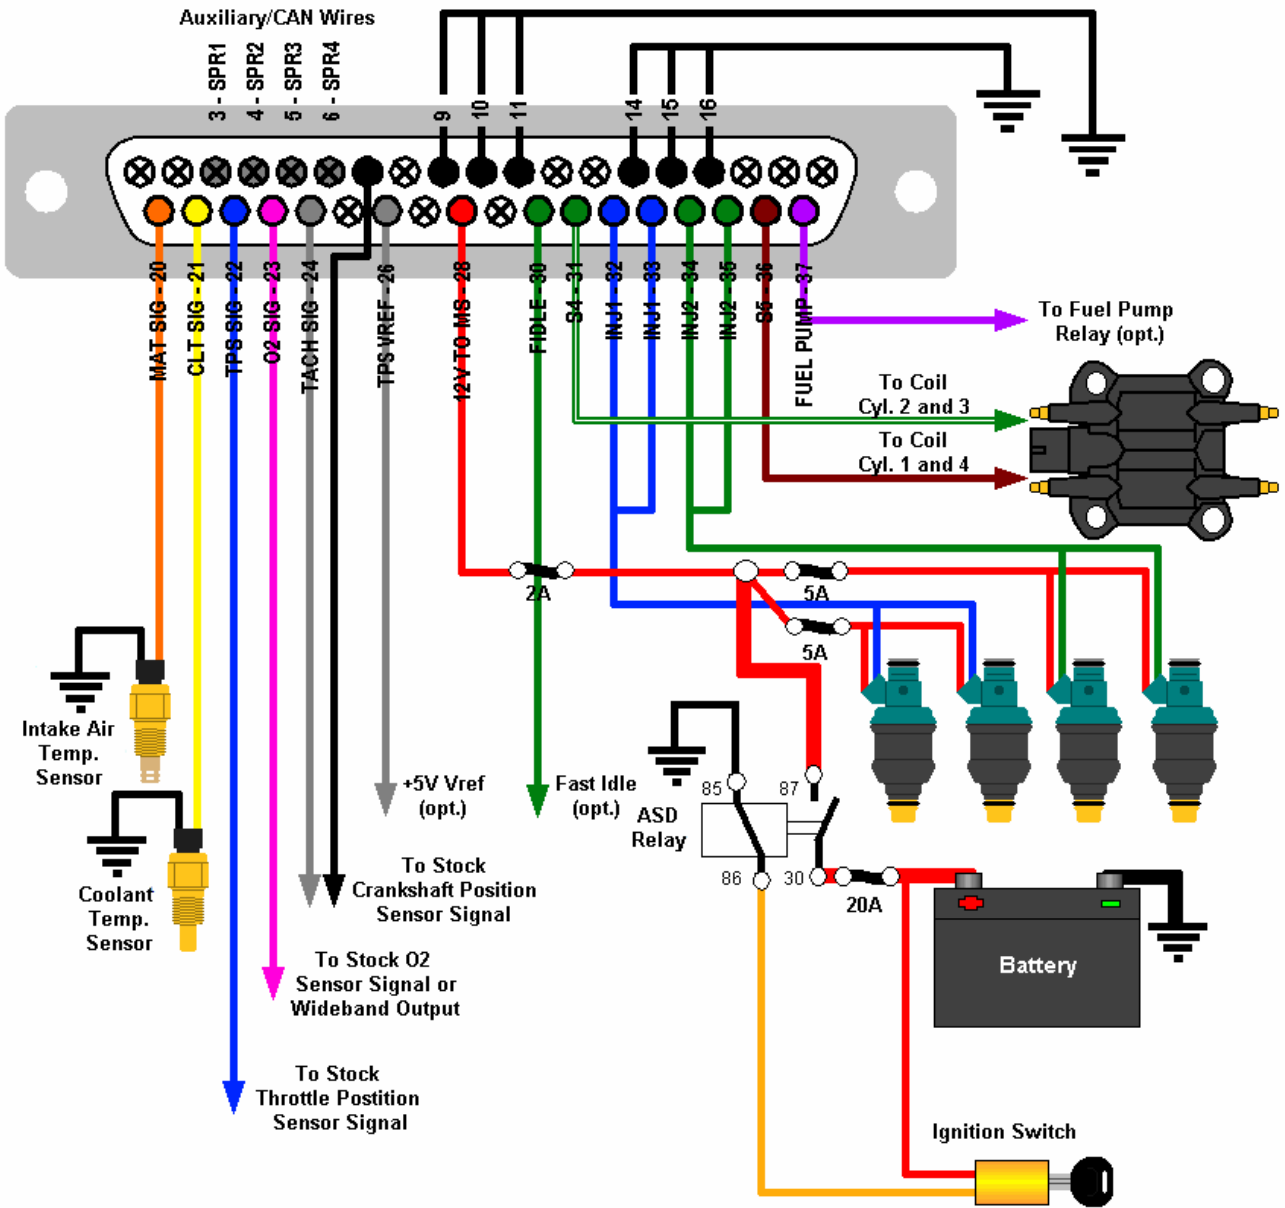 Auxiliary/CAN Wires
3 - SPR1
4 - SPR2
5 - SPR3
6 - SPR4
9
10
11
14
15
16
MAT SIG - 20
CLT SIG - 21
TPS SIG - 22
O2 SIG - 23
TACH SIG - 24
TPS VREF - 26
12V TO MS - 28
FIDLE - 30
S4 - 31
INJ1 - 32
INJ1 - 33
INJ2 - 34
INJ2 - 35
S5 - 36
FUEL PUMP - 37
To Fuel Pump
Relay (opt.)
To Coil
Cyl. 2 and 3
To Coil
Cyl. 1 and 4
2A
5A
5A
Intake Air
Temp.
Sensor
+5V Vref
(opt.)
Fast Idle
(opt.)
85
87
ASD
Relay
86
30
20A
Coolant
Temp.
Sensor
To Stock
Crankshaft Position
Sensor Signal
Battery
To Stock O2
Sensor Signal or
Wideband Output
To Stock
Throttle Postition
Sensor Signal
Ignition Switch